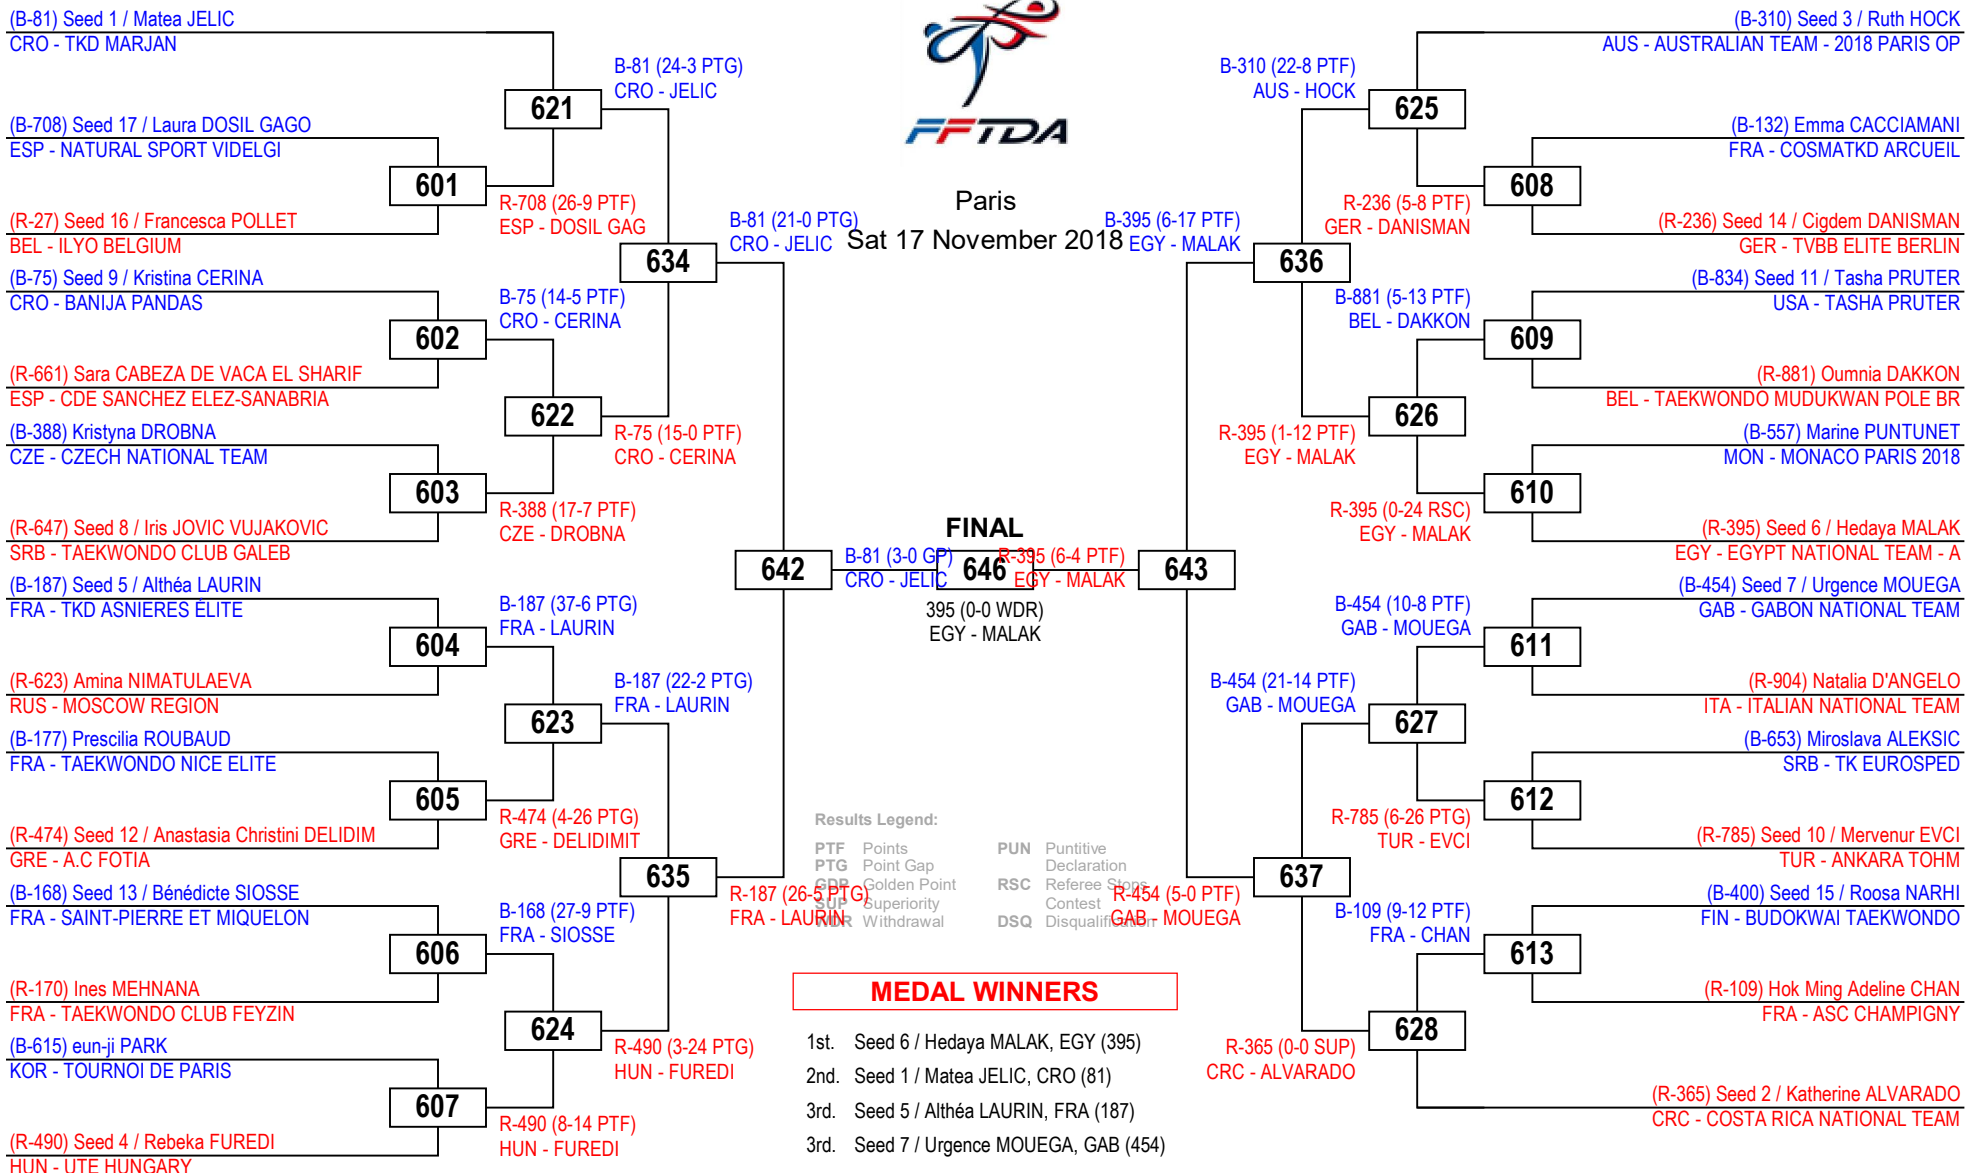 (B-81) Seed 1 / Matea JELIC
CRO - TKD MARJAN
(B-708) Seed 17 / Laura DOSIL GAGO
ESP - NATURAL SPORT VIDELGI
(R-27) Seed 16 / Francesca POLLET
BEL - ILYO BELGIUM
(B-75) Seed 9 / Kristina CERINA
CRO - BANIJA PANDAS
(R-661) Sara CABEZA DE VACA EL SHARIF
ESP - CDE SANCHEZ ELEZ-SANABRIA
(B-388) Kristyna DROBNA
CZE - CZECH NATIONAL TEAM
(R-647) Seed 8 / Iris JOVIC VUJAKOVIC
SRB - TAEKWONDO CLUB GALEB
(B-187) Seed 5 / Althéa LAURIN
FRA - TKD ASNIERES ÉLITE
(R-623) Amina NIMATULAEVA
RUS - MOSCOW REGION
(B-177) Prescilia ROUBAUD
FRA - TAEKWONDO NICE ELITE
(R-474) Seed 12 / Anastasia Christini DELIDIM
GRE - A.C FOTIA
(B-168) Seed 13 / Bénédicte SIOSSE
FRA - SAINT-PIERRE ET MIQUELON
(R-170) Ines MEHNANA
FRA - TAEKWONDO CLUB FEYZIN
(B-615) eun-ji PARK
KOR - TOURNOI DE PARIS
(R-490) Seed 4 / Rebeka FUREDI
HUN - UTE HUNGARY
601
602
603
604
605
606
607
R-708 (26-9 PTF)
ESP - DOSIL GAG
B-75 (14-5 PTF)
CRO - CERINA
R-388 (17-7 PTF)
CZE - DROBNA
B-187 (37-6 PTG)
FRA - LAURIN
R-474 (4-26 PTG)
GRE - DELIDIMIT
B-168 (27-9 PTF)
FRA - SIOSSE
R-490 (8-14 PTF)
HUN - FUREDI
621
622
623
624
B-81 (24-3 PTG)
CRO - JELIC
R-75 (15-0 PTF)
CRO - CERINA
B-187 (22-2 PTG)
FRA - LAURIN
R-490 (3-24 PTG)
HUN - FUREDI
634
635
B-81 (21-0 PTG)
CRO - JELIC
R-187 (26-5 PTG)
FRA - LAURIN
642
B-81 (3-0 GP)
CRO - JELIC
FFTDA
Paris
Sat 17 November 2018
FINAL
646
395 (0-0 WDR)
EGY - MALAK
R-395 (6-4 PTF)
EGY - MALAK
643
B-395 (6-17 PTF)
EGY - MALAK
R-454 (5-0 PTF)
GAB - MOUEGA
636
637
B-310 (22-8 PTF)
AUS - HOCK
R-395 (1-12 PTF)
EGY - MALAK
B-454 (21-14 PTF)
GAB - MOUEGA
R-365 (0-0 SUP)
CRC - ALVARADO
625
626
627
628
R-236 (5-8 PTF)
GER - DANISMAN
B-881 (5-13 PTF)
BEL - DAKKON
R-395 (0-24 RSC)
EGY - MALAK
B-454 (10-8 PTF)
GAB - MOUEGA
R-785 (6-26 PTG)
TUR - EVCI
B-109 (9-12 PTF)
FRA - CHAN
608
609
610
611
612
613
(B-310) Seed 3 / Ruth HOCK
AUS - AUSTRALIAN TEAM - 2018 PARIS OP
(B-132) Emma CACCIAMANI
FRA - COSMATKD ARCUEIL
(R-236) Seed 14 / Cigdem DANISMAN
GER - TVBB ELITE BERLIN
(B-834) Seed 11 / Tasha PRUTER
USA - TASHA PRUTER
(R-881) Oumnia DAKKON
BEL - TAEKWONDO MUDUKWAN POLE BR
(B-557) Marine PUNTUNET
MON - MONACO PARIS 2018
(R-395) Seed 6 / Hedaya MALAK
EGY - EGYPT NATIONAL TEAM - A
(B-454) Seed 7 / Urgence MOUEGA
GAB - GABON NATIONAL TEAM
(R-904) Natalia D'ANGELO
ITA - ITALIAN NATIONAL TEAM
(B-653) Miroslava ALEKSIC
SRB - TK EUROSPED
(R-785) Seed 10 / Mervenur EVCI
TUR - ANKARA TOHM
(B-400) Seed 15 / Roosa NARHI
FIN - BUDOKWAI TAEKWONDO
(R-109) Hok Ming Adeline CHAN
FRA - ASC CHAMPIGNY
(R-365) Seed 2 / Katherine ALVARADO
CRC - COSTA RICA NATIONAL TEAM
Results Legend:
PTF Points
PTG Point Gap
GDP Golden Point
SUP Superiority
WDR Withdrawal
PUN Puntitive
Declaration
RSC Referee Stops
Contest
DSQ Disqualification
MEDAL WINNERS
1st. Seed 6 / Hedaya MALAK, EGY (395)
2nd. Seed 1 / Matea JELIC, CRO (81)
3rd. Seed 5 / Althéa LAURIN, FRA (187)
3rd. Seed 7 / Urgence MOUEGA, GAB (454)